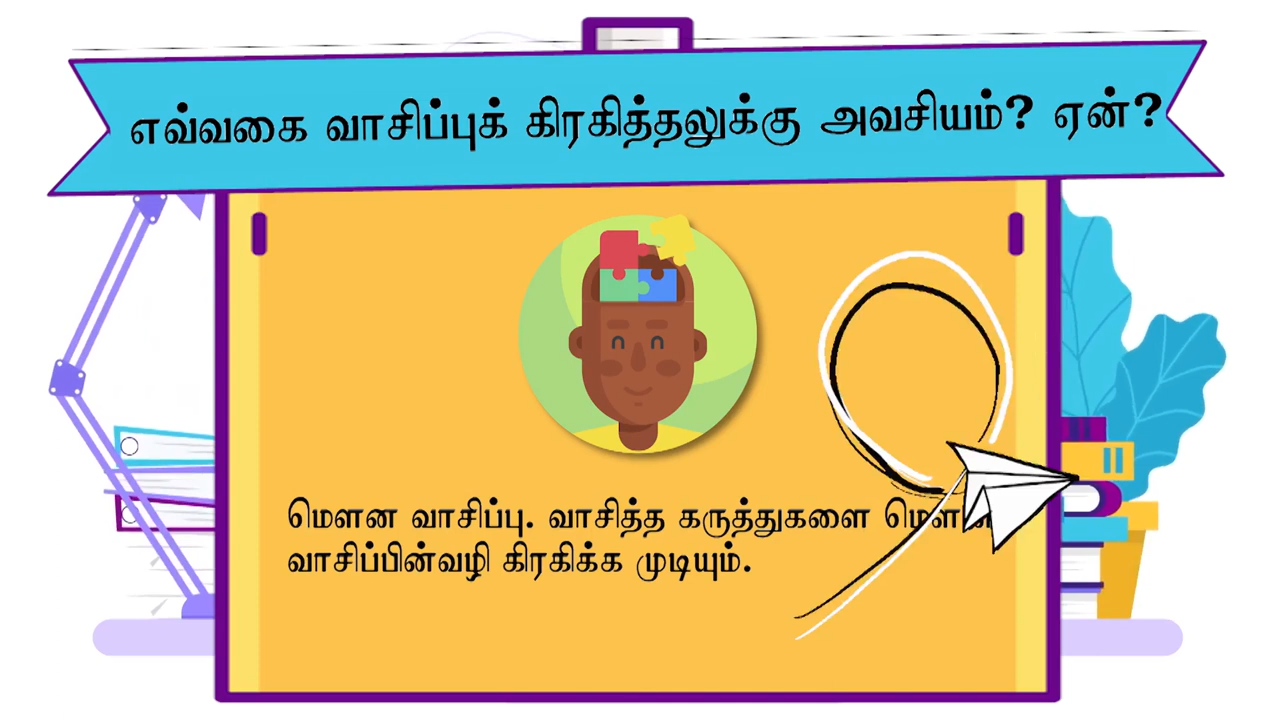 எவ்வகை வாசிப்புக் கிரகித்தலுக்கு அவசியம்? ஏன்?
மௌன வாசிப்பு. வாசித்த கருத்துகளை மௌன
வாசிப்பின்வழி கிரகிக்க முடியும்.